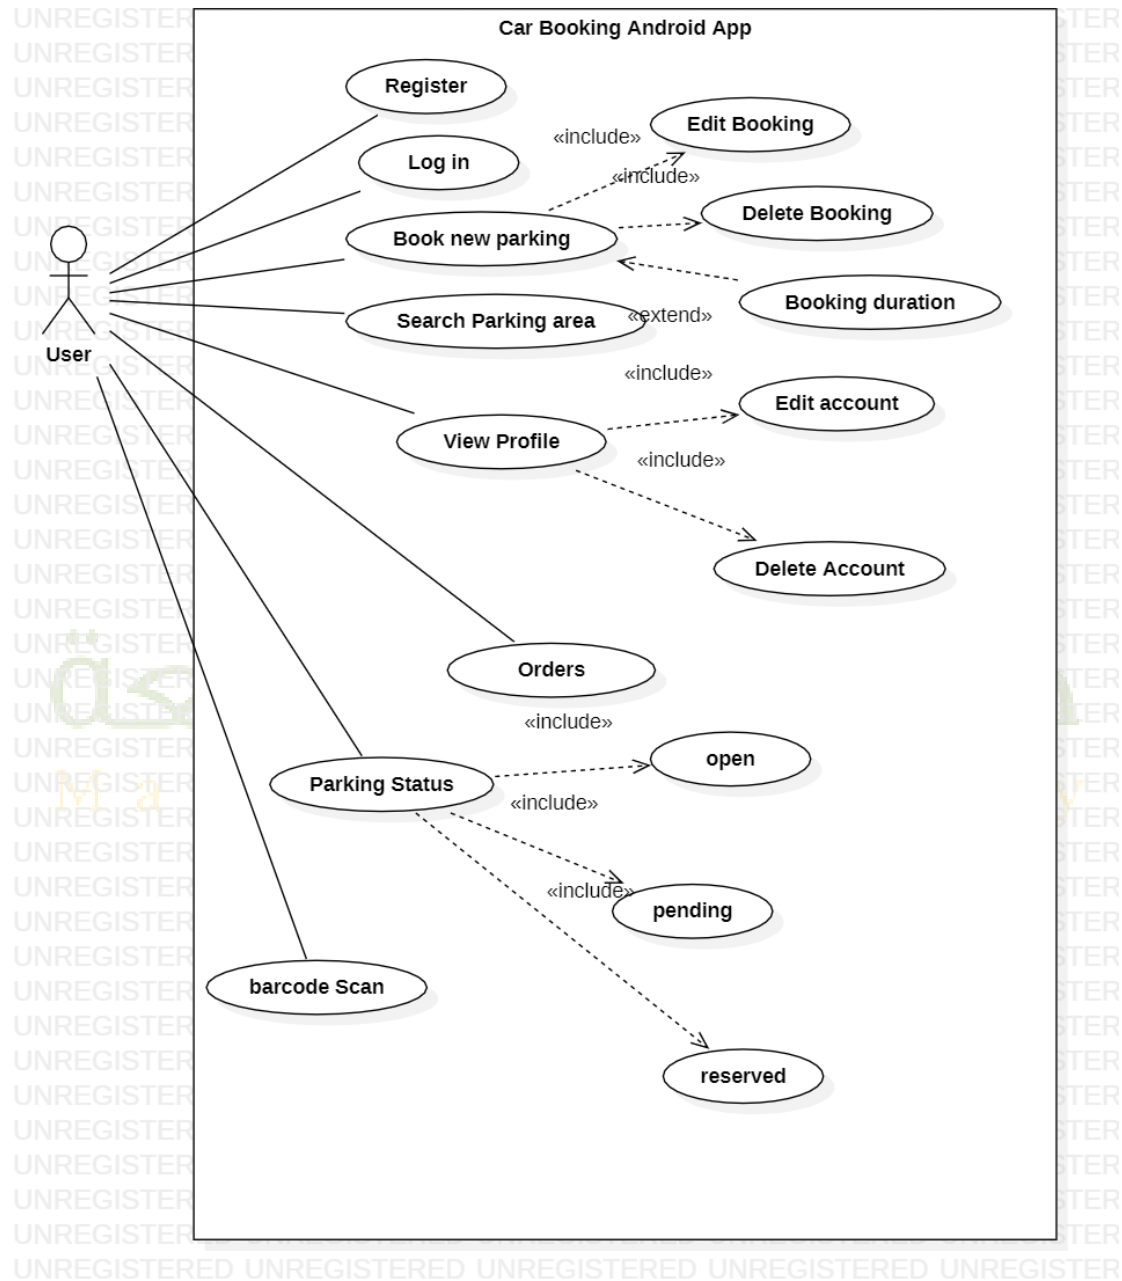 Car Booking Android App
Register
Edit Booking
«include»
Log in
«include»
Delete Booking
Book new parking
Booking duration
Search Parking area
«extend»
User
«include»
Edit account
View Profile
«include»
Delete Account
Orders
«include»
open
Parking Status
«include»
«include»
pending
barcode Scan
reserved
UNREGISTERED UNREGISTERED UNREGISTERED UNREGISTERED UNREGISTERED